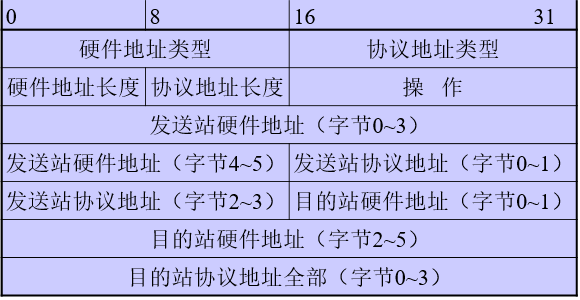 0 8 16 31
硬件地址类型 协议地址类型
硬件地址长度 协议地址长度 操 作
发送站硬件地址（字节0~3）
发送站硬件地址（字节4~5） 发送站协议地址（字节0~1）
发送站协议地址（字节2~3） 目的站硬件地址（字节0~1）
目的站硬件地址（字节2~5）
目的站协议地址全部（字节0~3）